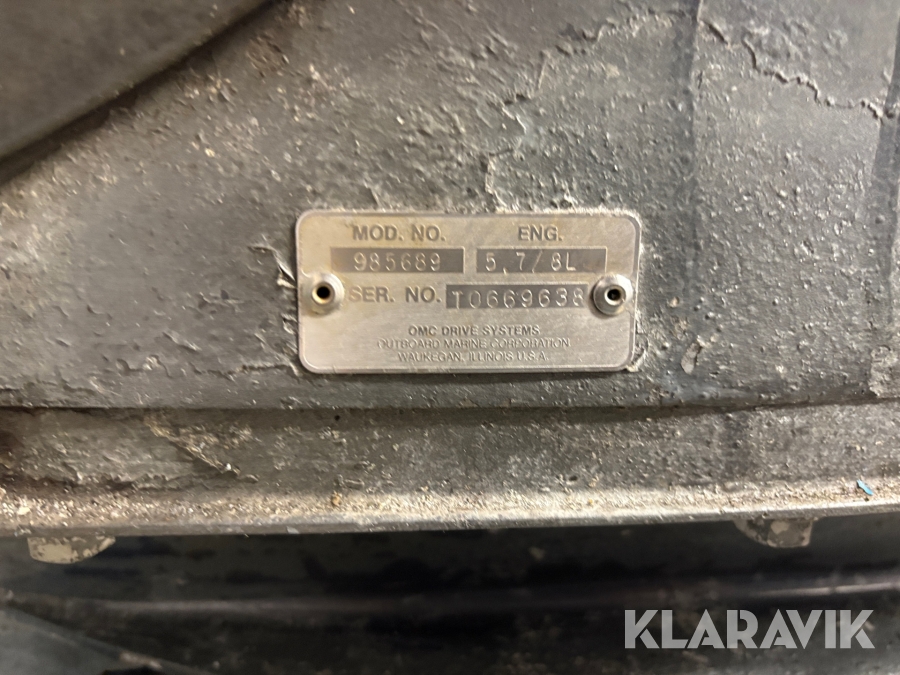 MOD. NO. ENG.
985689 5.7/8L
SER. NO. T0669638
OMC DRIVE SYSTEMS
OUTBOARD MARINE CORPORATION
WAUKEGAN, ILLINOIS U.S.A.
KLARAVIK